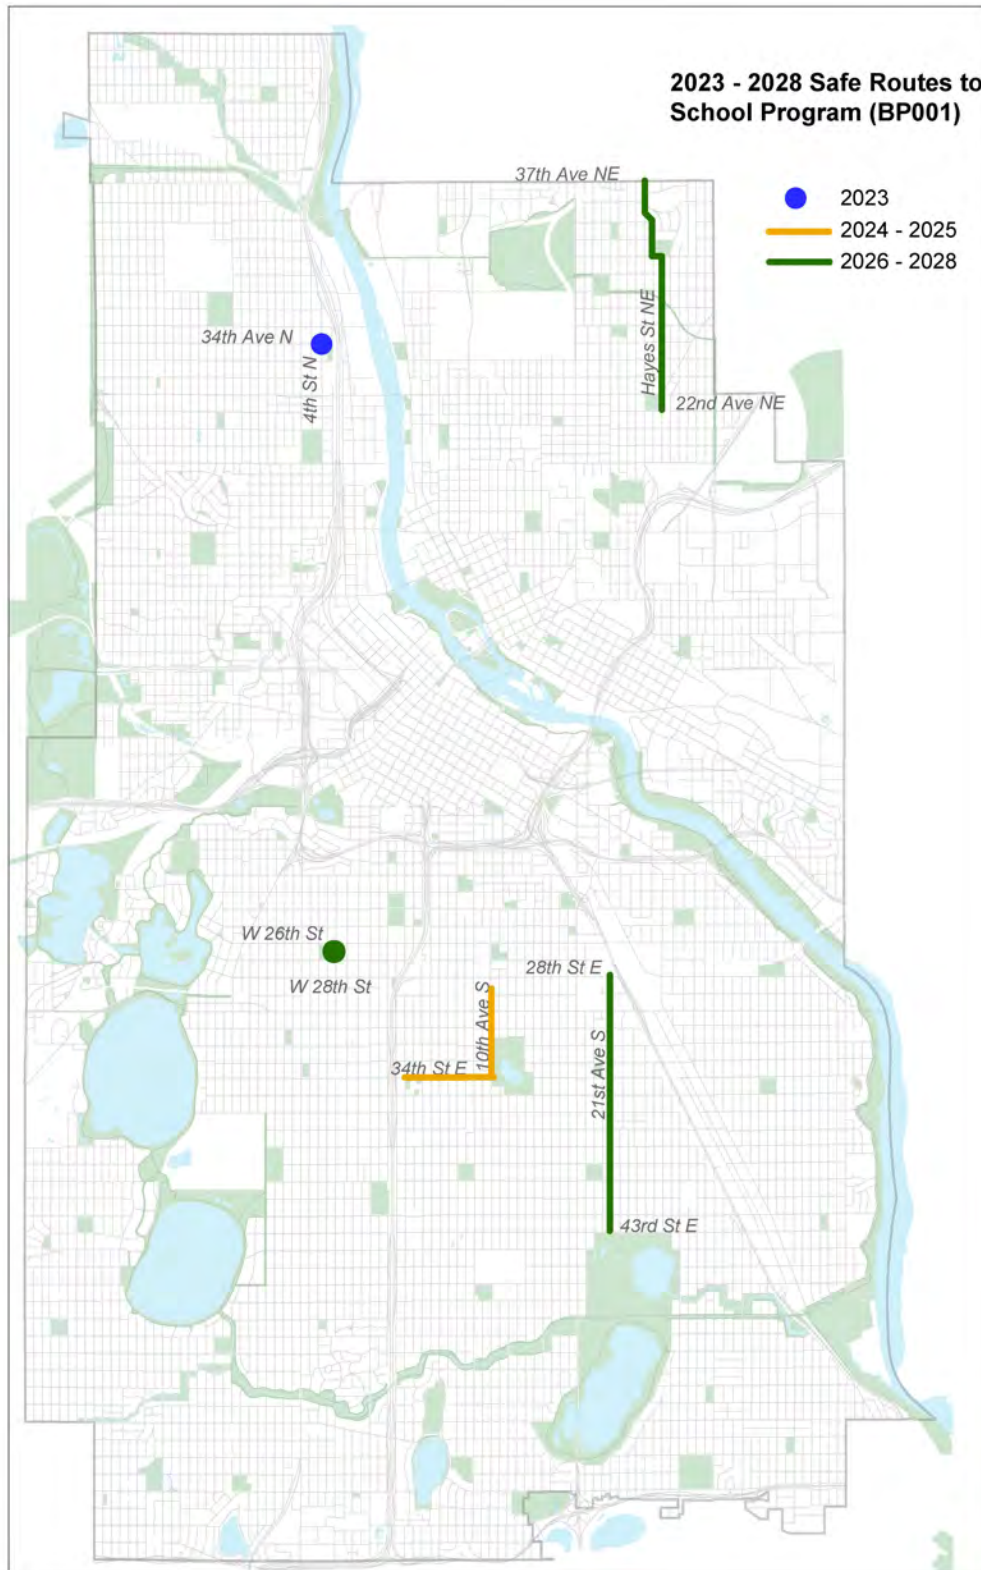 2023 - 2028 Safe Routes to
School Program (BP001)
37th Ave NE
2023
2024 - 2025
2026 - 2028
34th Ave N
4th St N
Hayes St NE
22nd Ave NE
W 26th St
W 28th St
28th St E
10th Ave S
34th St E
21st Ave S
43rd St E